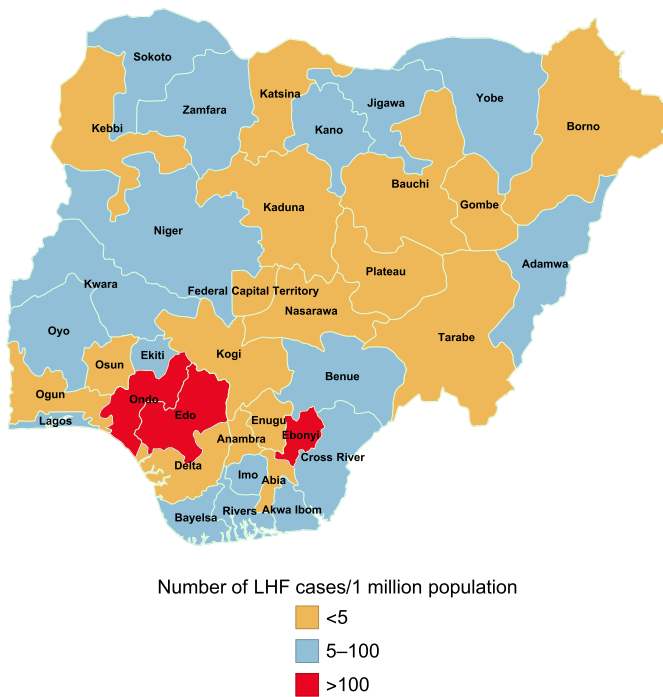 Sokoto
Katsina
Zamfara
Jigawa
Yobe
Kebbi
Kano
Borno
Bauchi
Kaduna
Gombe
Niger
Adamwa
Plateau
Kwara
Federal Capital Territory
Nasarawa
Oyo
Tarabe
Ekiti
Kogi
Osun
Benue
Ogun
Ondo
Edo
Lagos
Enugu
Ebonyi
Anambra
Cross River
Delta
Imo
Abia
Bayelsa
Rivers
Akwa Ibom
Number of LHF cases/1 million population
<5
5–100
>100